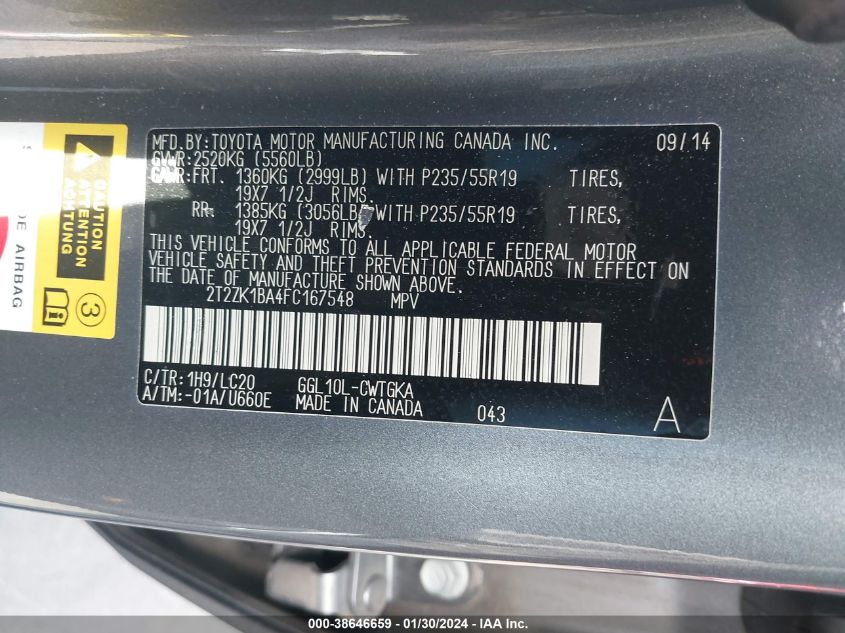 MFD.BY:TOYOTA MOTOR MANUFACTURING CANADA INC. 09/14
GVWR:2520KG (5560LB)
GAWR:FRT. 1360KG (2999LB) WITH P235/55R19 TIRES,
19X7 1/2J RIMS,
RR. 1385KG (3056LB) WITH P235/55R19 TIRES,
19X7 1/2J RIMS.
THIS VEHICLE CONFORMS TO ALL APPLICABLE FEDERAL MOTOR
VEHICLE SAFETY AND THEFT PREVENTION STANDARDS IN EFFECT ON
THE DATE OF MANUFACTURE SHOWN ABOVE.
2T2ZK1BA4FC167548 MPV
C/TR:1H9/LC20 GGL10L-CWTGKA
A/TM:-01A/U660E MADE IN CANADA 043 A
CAUTION
ATTENTION
ACHTUNG
DE AIRBAG
3
00-38646659 - 01/30/2024 - IAAI.com